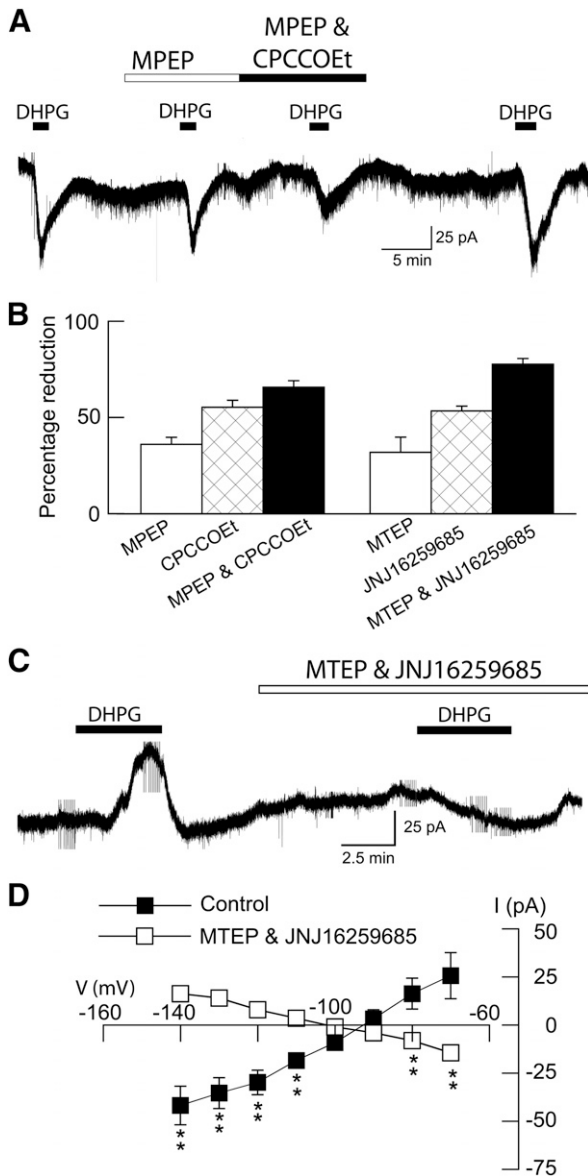 A
MPEP &
MPEP CPCCOEt
DHPG DHPG DHPG DHPG
25 pA
5 min
B
Percentage reduction
100
50
0
MPEP
CPCCOEt
MPEP & CPCCOEt
MTEP
JNJ16259685
MTEP & JNJ16259685
C
MTEP & JNJ16259685
DHPG DHPG
25 pA
2.5 min
D
Control
MTEP & JNJ16259685
I (pA)
V (mV)
-160 -140 -120 -100 -80 -60
50
25
0
-25
-50
-75
** ** ** ** ** **